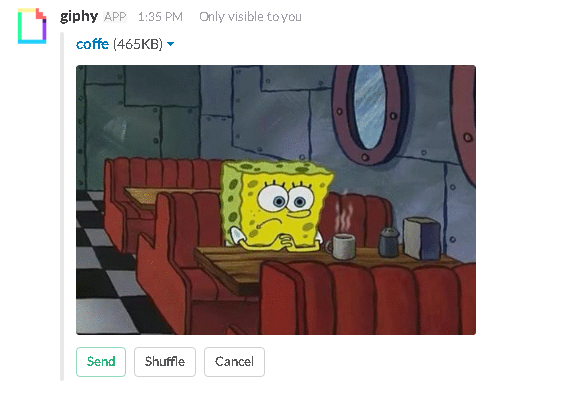 giphy APP 1:35 PM Only visible to you
coffe (465KB)
Send Shuffle Cancel